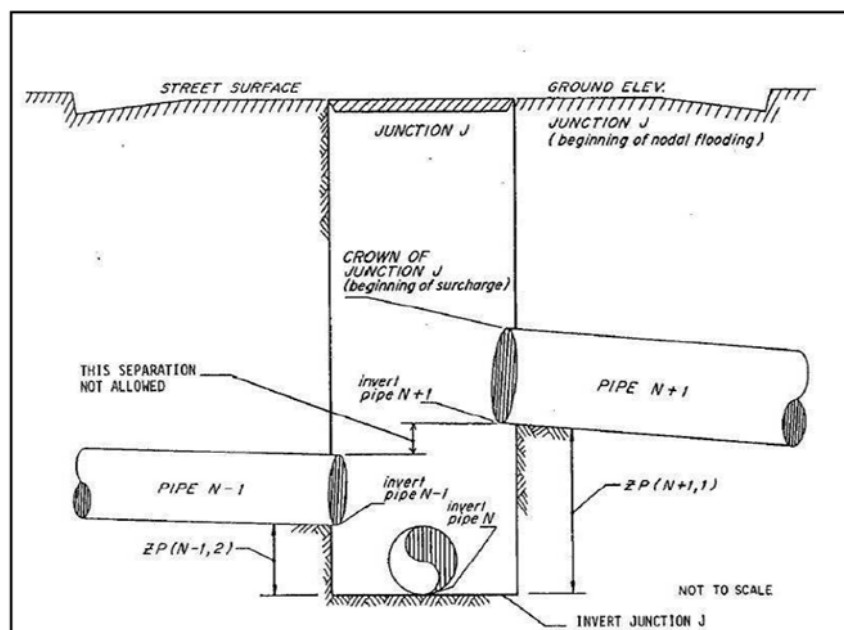 STREET SURFACE
GROUND ELEV.
JUNCTION J
JUNCTION J
(beginning of nodal flooding)
CROWN OF
JUNCTION J
(beginning of surcharge)
THIS SEPARATION
NOT ALLOWED
invert
pipe N+1
PIPE N+1
PIPE N-1
invert
pipe N-1
invert
pipe N
ZP(N+1,1)
ZP(N-1,2)
NOT TO SCALE
INVERT JUNCTION J